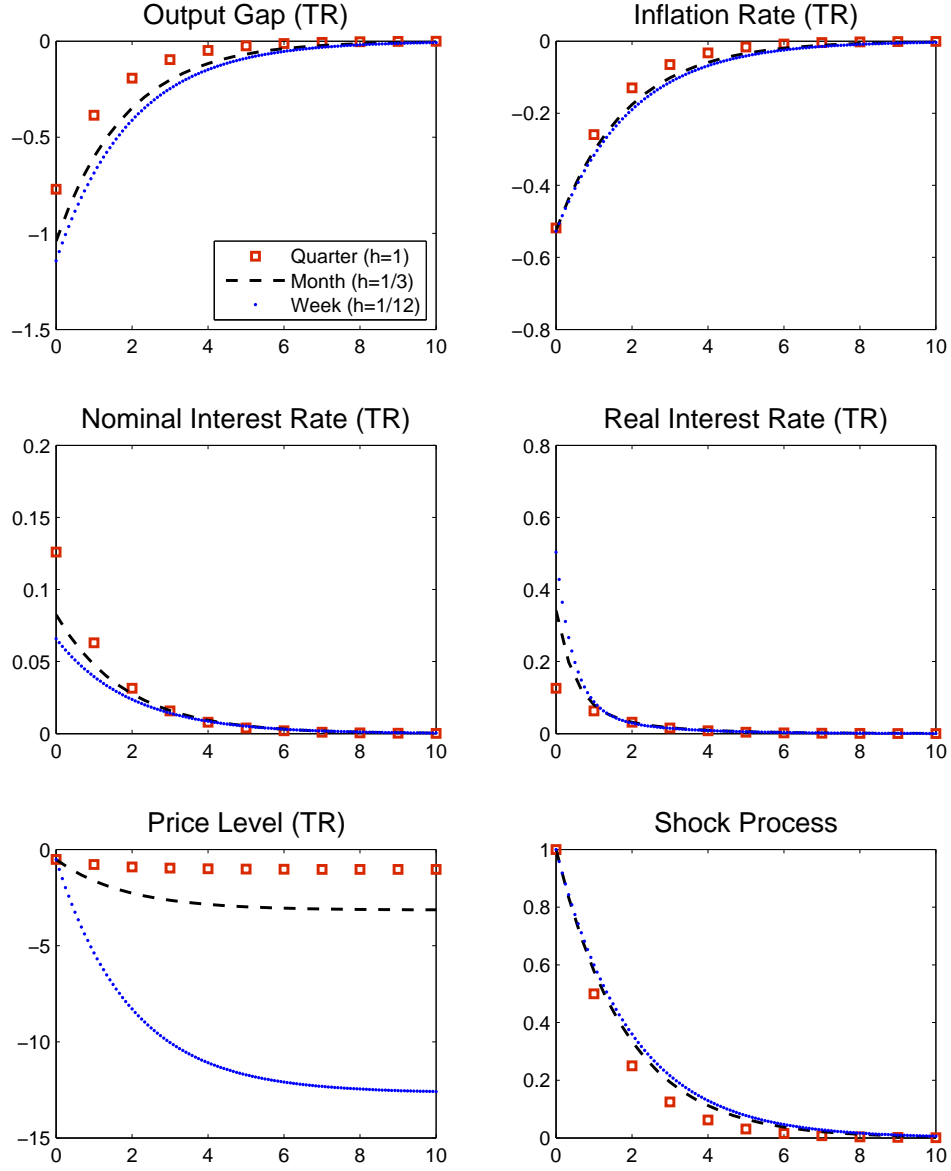 Output Gap (TR)
0
−0.5
−1
−1.5
0 2 4 6 8 10
Quarter (h=1)
Month (h=1/3)
Week (h=1/12)
Inflation Rate (TR)
0
−0.2
−0.4
−0.6
−0.8
0 2 4 6 8 10
Nominal Interest Rate (TR)
0.2
0.15
0.1
0.05
0
0 2 4 6 8 10
Real Interest Rate (TR)
0.8
0.6
0.4
0.2
0
0 2 4 6 8 10
Price Level (TR)
0
−5
−10
−15
0 2 4 6 8 10
Shock Process
1
0.8
0.6
0.4
0.2
0
0 2 4 6 8 10